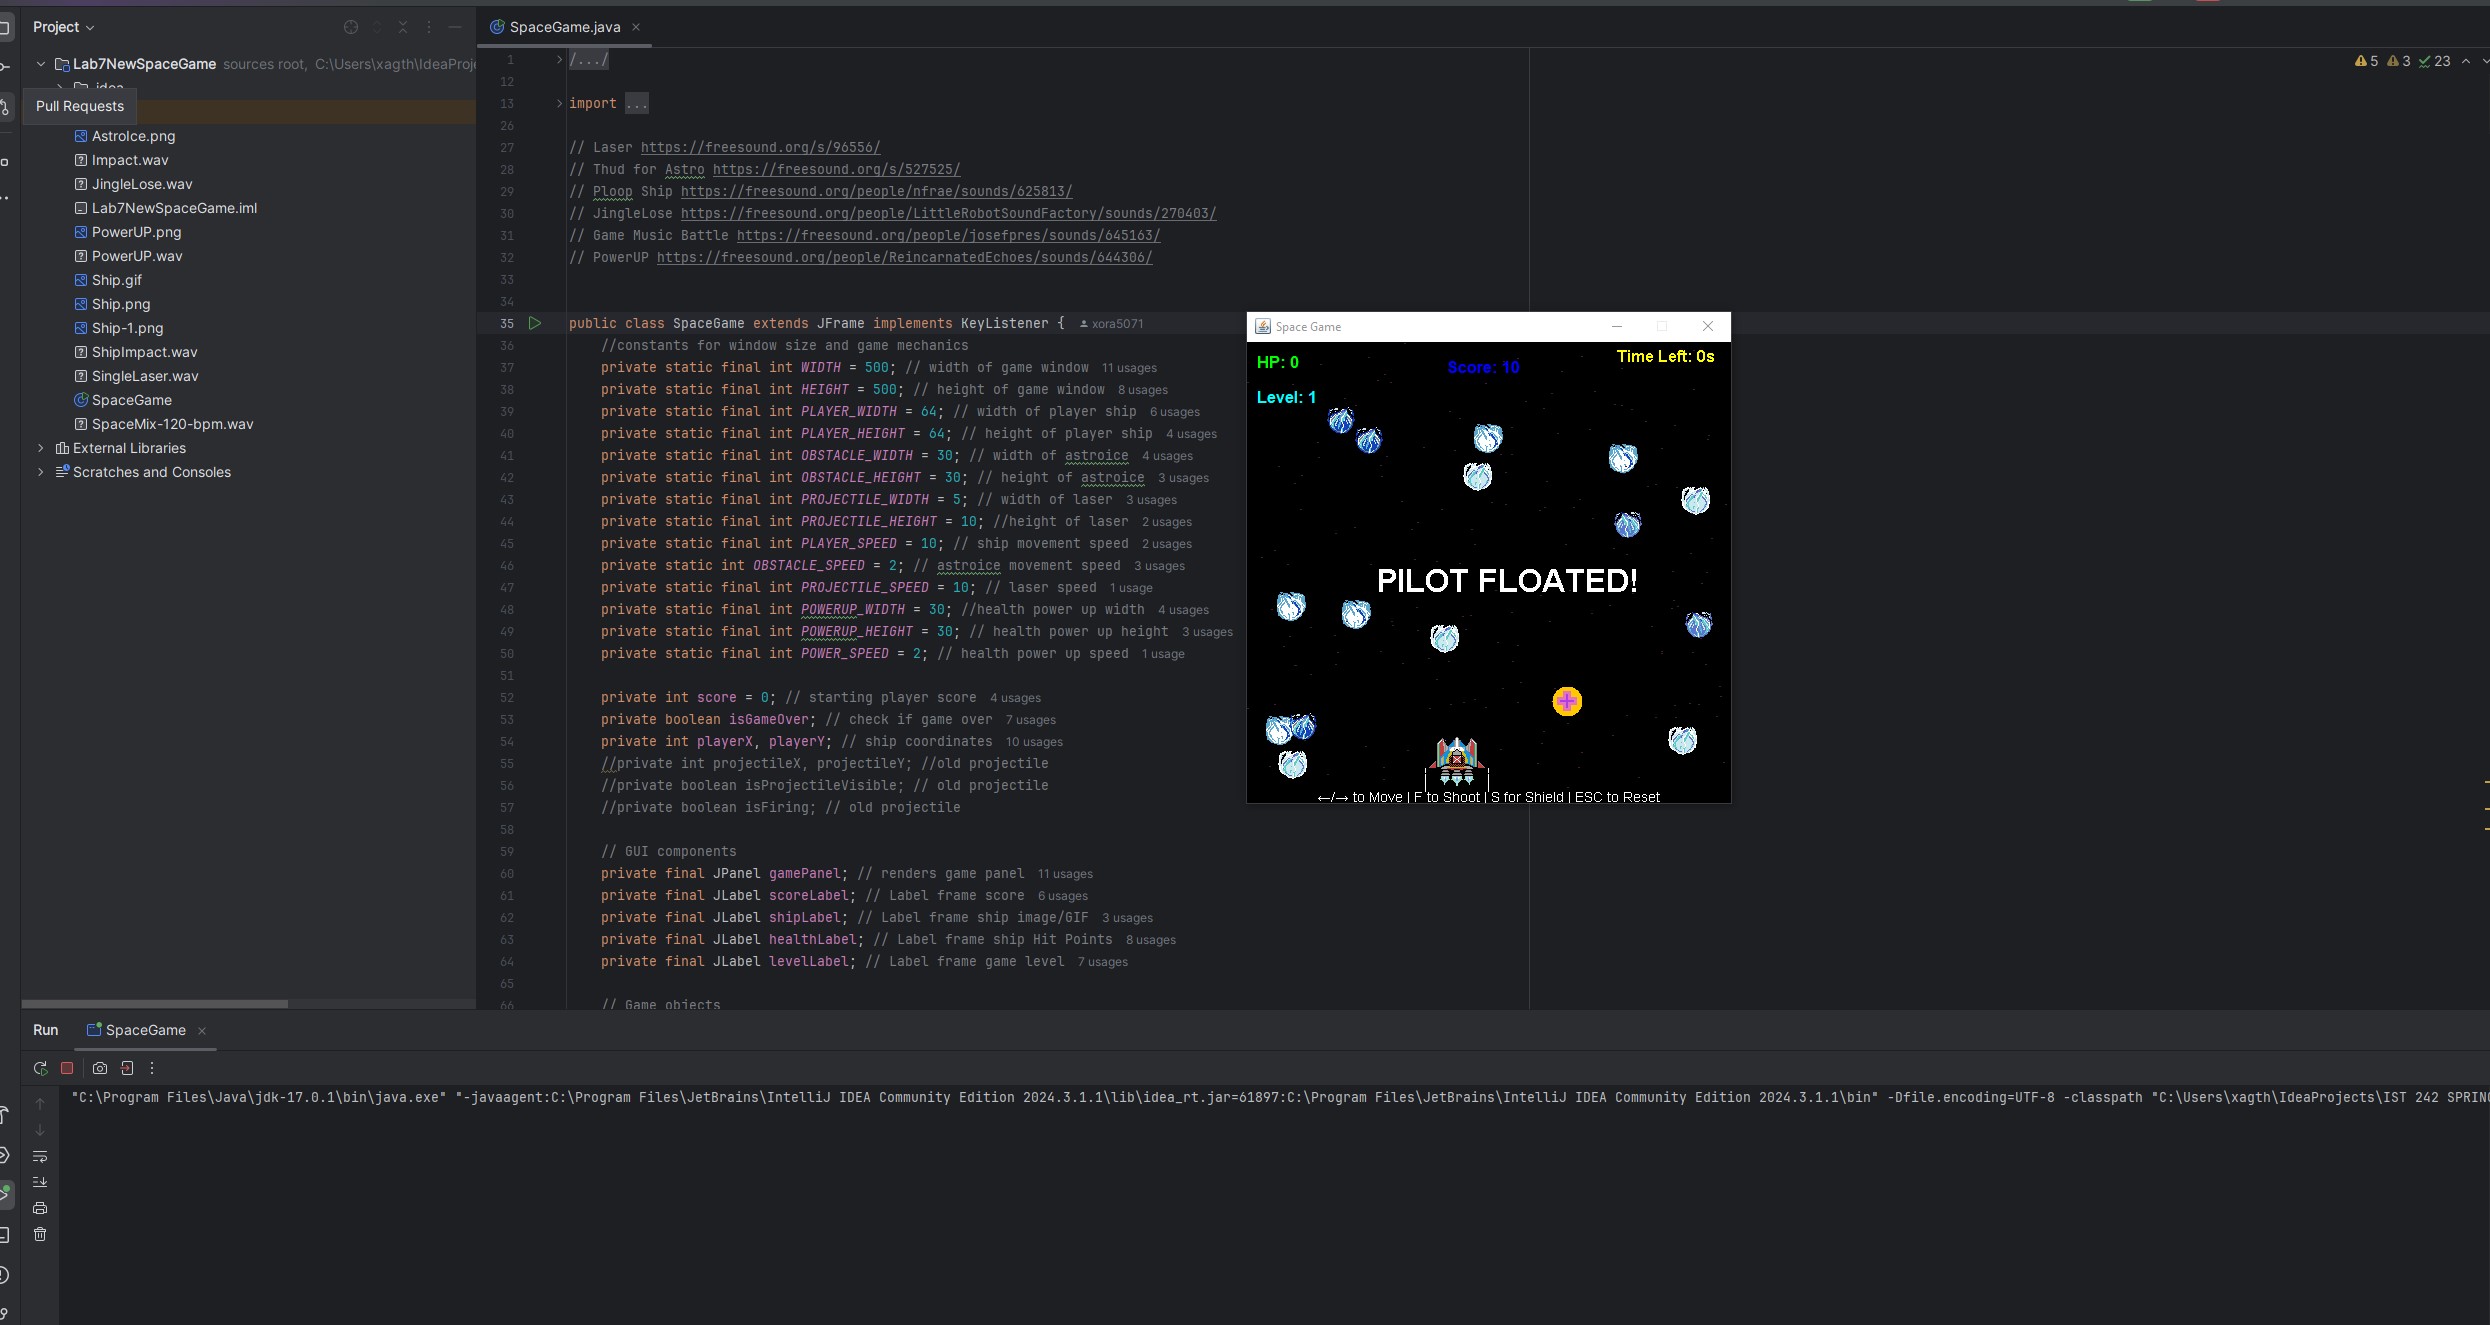 Project
Lab7NewSpaceGame sources root, C:\Users\xagth\IdeaProj
.idea
Pull Requests
AstroIce.png
Impact.wav
JingleLose.wav
Lab7NewSpaceGame.iml
PowerUP.png
PowerUP.wav
Ship.gif
Ship.png
Ship-1.png
ShipImpact.wav
SingleLaser.wav
SpaceGame
SpaceMix-120-bpm.wav
External Libraries
Scratches and Consoles
SpaceGame.java
5 3 23
1 /.../
12
13 import ...
26
27 // Laser https://freesound.org/s/96556/
28 // Thud for Astro https://freesound.org/s/527525/
29 // Ploop Ship https://freesound.org/people/nfrae/sounds/625813/
30 // JingleLose https://freesound.org/people/LittleRobotSoundFactory/sounds/270403/
31 // Game Music Battle https://freesound.org/people/josefpres/sounds/645163/
32 // PowerUP https://freesound.org/people/ReincarnatedEchoes/sounds/644306/
33
34
35 public class SpaceGame extends JFrame implements KeyListener { xora5071
36 //constants for window size and game mechanics
37 private static final int WIDTH = 500; // width of game window 11 usages
38 private static final int HEIGHT = 500; // height of game window 8 usages
39 private static final int PLAYER_WIDTH = 64; // width of player ship 6 usages
40 private static final int PLAYER_HEIGHT = 64; // height of player ship 4 usages
41 private static final int OBSTACLE_WIDTH = 30; // width of astroice 4 usages
42 private static final int OBSTACLE_HEIGHT = 30; // height of astroice 3 usages
43 private static final int PROJECTILE_WIDTH = 5; // width of laser 3 usages
44 private static final int PROJECTILE_HEIGHT = 10; //height of laser 2 usages
45 private static final int PLAYER_SPEED = 10; // ship movement speed 2 usages
46 private static int OBSTACLE_SPEED = 2; // astroice movement speed 3 usages
47 private static final int PROJECTILE_SPEED = 10; // laser speed 1 usage
48 private static final int POWERUP_WIDTH = 30; //health power up width 4 usages
49 private static final int POWERUP_HEIGHT = 30; // health power up height 3 usages
50 private static final int POWER_SPEED = 2; // health power up speed 1 usage
51
52 private int score = 0; // starting player score 4 usages
53 private boolean isGameOver; // check if game over 7 usages
54 private int playerX, playerY; // ship coordinates 10 usages
55 //private int projectileX, projectileY; //old projectile
56 //private boolean isProjectileVisible; // old projectile
57 //private boolean isFiring; // old projectile
58
59 // GUI components
60 private final JPanel gamePanel; // renders game panel 11 usages
61 private final JLabel scoreLabel; // Label frame score 6 usages
62 private final JLabel shipLabel; // Label frame ship image/GIF 3 usages
63 private final JLabel healthLabel; // Label frame ship Hit Points 8 usages
64 private final JLabel levelLabel; // Label frame game level 7 usages
65
66 // Game objects
Space Game
HP: 0
Score: 10
Time Left: 0s
Level: 1
PILOT FLOATED!
←/→ to Move | F to Shoot | S for Shield | ESC to Reset
Run SpaceGame
"C:\Program Files\Java\jdk-17.0.1\bin\java.exe" "-javaagent:C:\Program Files\JetBrains\IntelliJ IDEA Community Edition 2024.3.1.1\lib\idea_rt.jar=61897:C:\Program Files\JetBrains\IntelliJ IDEA Community Edition 2024.3.1.1\bin" -Dfile.encoding=UTF-8 -classpath "C:\Users\xagth\IdeaProjects\IST 242 SPRIN